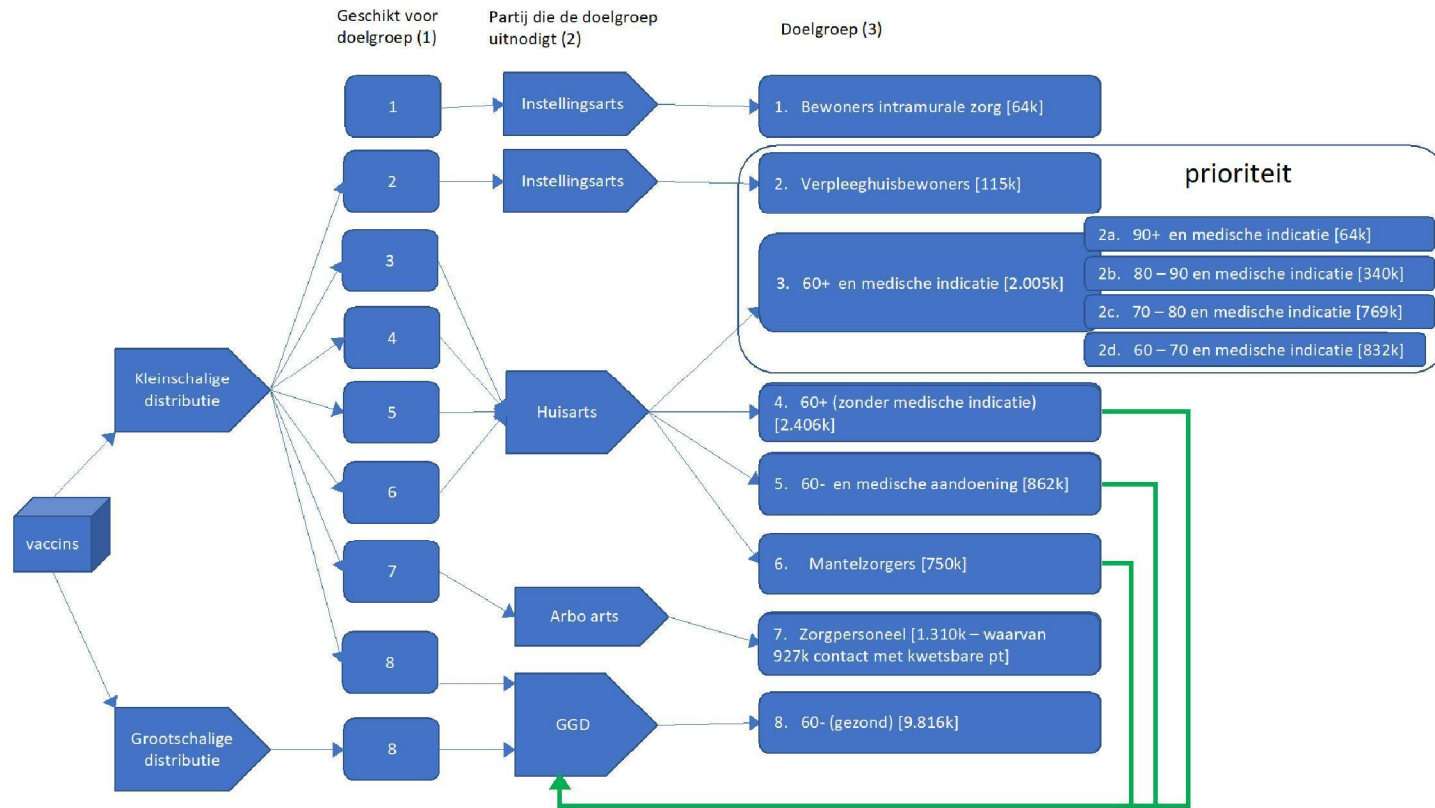 Geschikt voor
doelgroep (1)
Partij die de doelgroep
uitnodigt (2)
Doelgroep (3)
1
Instellingsarts
1. Bewoners intramurale zorg [64k]
prioriteit
2
Instellingsarts
2. Verpleeghuisbewoners [115k]
3
3. 60+ en medische indicatie [2.005k]
2a. 90+ en medische indicatie [64k]
2b. 80 – 90 en medische indicatie [340k]
2c. 70 – 80 en medische indicatie [769k]
2d. 60 – 70 en medische indicatie [832k]
4
Kleinschalige
distributie
5
Huisarts
4. 60+ (zonder medische indicatie)
[2.406k]
6
5. 60- en medische aandoening [862k]
vaccins
7
6. Mantelzorgers [750k]
Arbo arts
7. Zorgpersoneel [1.310k – waarvan
927k contact met kwetsbare pt]
8
GGD
8. 60- (gezond) [9.816k]
Grootschalige
distributie
8